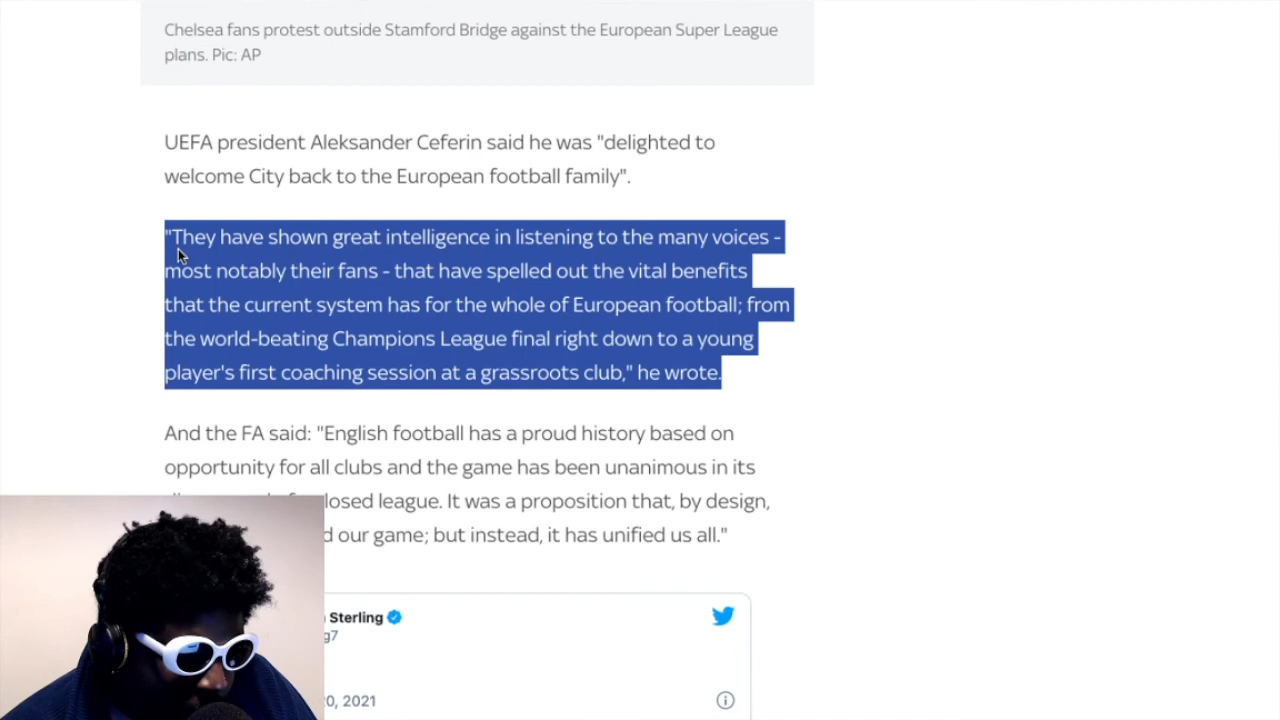 Chelsea fans protest outside Stamford Bridge against the European Super League
plans. Pic: AP
UEFA president Aleksander Ceferin said he was "delighted to
welcome City back to the European football family".
"They have shown great intelligence in listening to the many voices -
most notably their fans - that have spelled out the vital benefits
that the current system has for the whole of European football; from
the world-beating Champions League final right down to a young
player's first coaching session at a grassroots club," he wrote.
And the FA said: "English football has a proud history based on
opportunity for all clubs and the game has been unanimous in its
league. It was a proposition that, by design,
our game; but instead, it has unified us all."
Sterling
g7
20, 2021